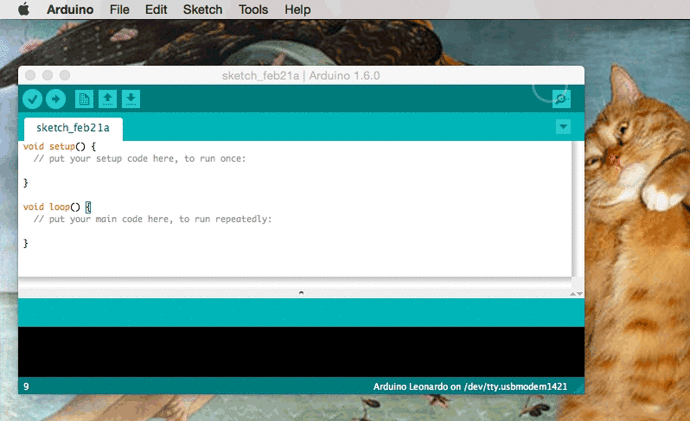 Arduino File Edit Sketch Tools Help
sketch_feb21a | Arduino 1.6.0
sketch_feb21a
void setup() {
// put your setup code here, to run once:
}
void loop() {
// put your main code here, to run repeatedly:
}
9 Arduino Leonardo on /dev/tty.usbmodem1421